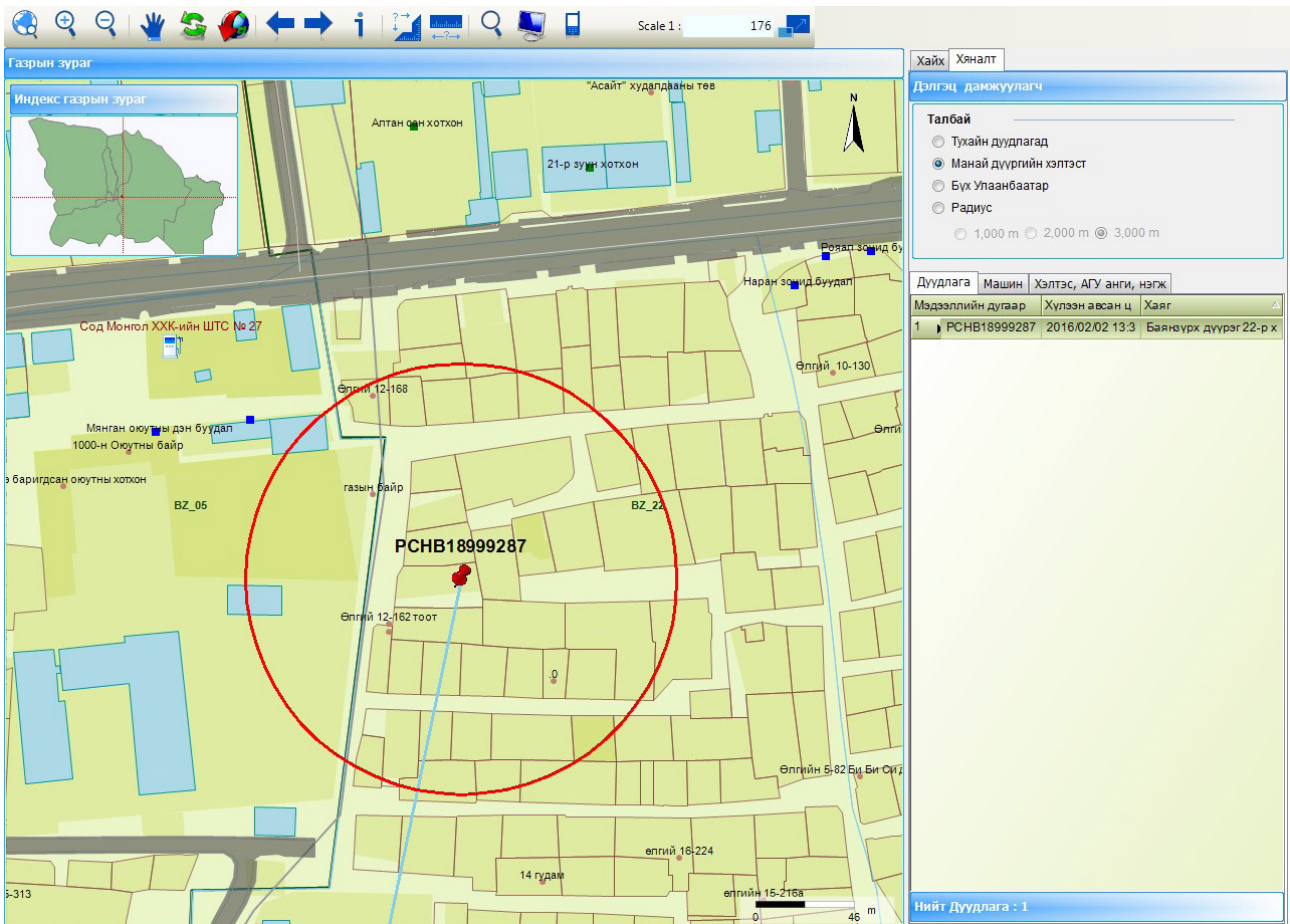 Scale 1 : 176
Газрын зураг
Индекс газрын зураг
"Асайт" худалдааны төв
N
Алтан оөн хотхон
21-р зуун хотхон
Роял зочид бу
Наран зочид буудал
Сод Монгол ХХК-ийн ШТС № 27
Өлгий 10-130
Өлгий 12-168
Мянган оюутны дэн буудал
1000-н Оюутны байр
Өлги
э баригдсан оюутны хотхон
газын байр
BZ_05
BZ_22
PCHB18999287
Өлгий 12-162 тоот
.0
Өлгийн 5-82 Би Би Си д
өлгий 16-224
14 гудам
өлгийн 15-216а
5-313
0 46 m
Хайх Хяналт
Дэлгэц дамжуулагч
Талбай
Тухайн дуудлагад
Манай дүүргийн хэлтэст
Бүх Улаанбаатар
Радиус
1,000 m 2,000 m 3,000 m
Дуудлага Машин Хэлтэс, АГУ анги, нэгж
Мэдээллийн дугаар Хүлээн авсан ц Хаяг
1 PCHB18999287 2016/02/02 13:3 Баянзүрх дүүрэг 22-р х
Нийт Дуудлага : 1